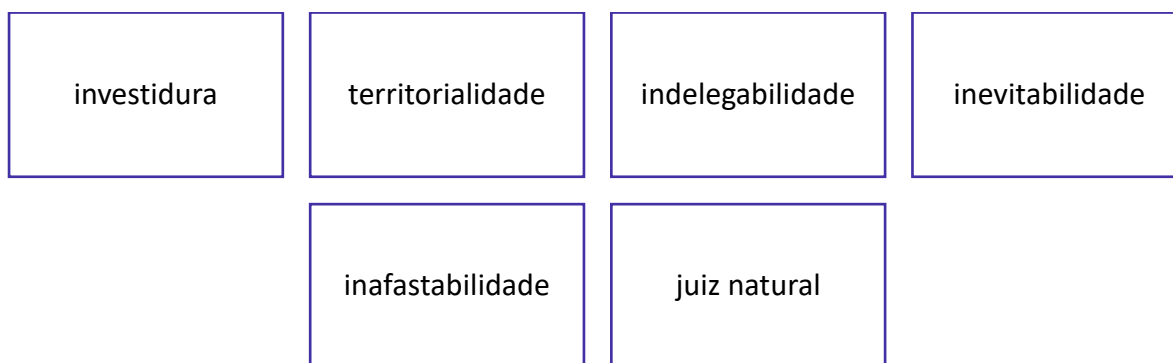 investidura
territorialidade
indelegabilidade
inevitabilidade
inafastabilidade
juiz natural